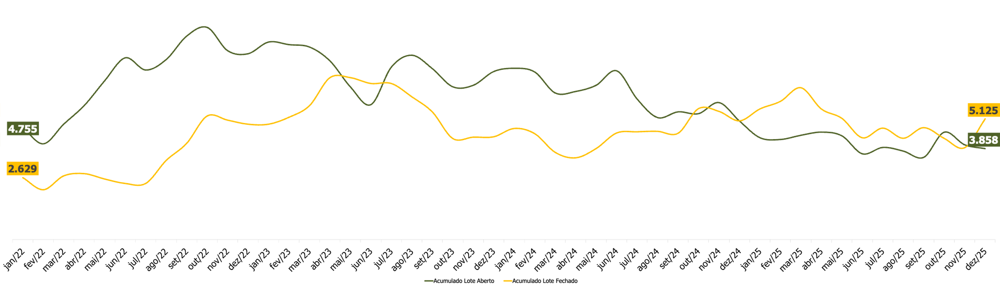 5.125
4.755
3.858
2.629
jan/22
fev/22
mar/22
abr/22
mai/22
jun/22
jul/22
ago/22
set/22
out/22
nov/22
dez/22
jan/23
fev/23
mar/23
abr/23
mai/23
jun/23
jul/23
ago/23
set/23
out/23
nov/23
dez/23
jan/24
fev/24
mar/24
abr/24
mai/24
jun/24
jul/24
ago/24
set/24
out/24
nov/24
dez/24
jan/25
fev/25
mar/25
abr/25
mai/25
jun/25
jul/25
ago/25
set/25
out/25
nov/25
dez/25
Acumulado Lote Aberto
Acumulado Lote Fechado